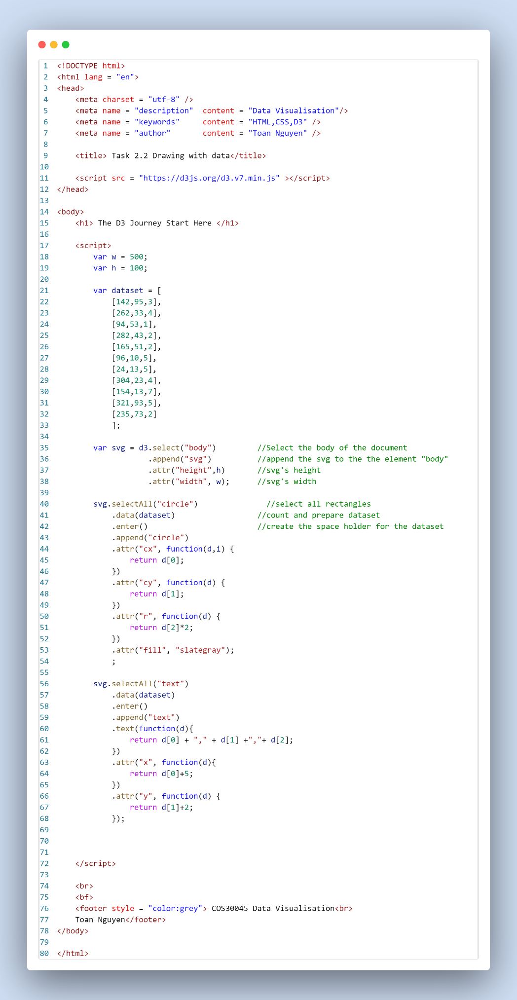 1 <!DOCTYPE html>
2 <html lang = "en">
3 <head>
4     <meta charset = "utf-8" />
5     <meta name = "description"  content = "Data Visualisation"/>
6     <meta name = "keywords"     content = "HTML,CSS,D3" />
7     <meta name = "author"       content = "Toan Nguyen" />
8
9     <title> Task 2.2 Drawing with data</title>
10
11     <script src = "https://d3js.org/d3.v7.min.js" ></script>
12 </head>
13
14 <body>
15     <h1> The D3 Journey Start Here </h1>
16
17     <script>
18         var w = 500;
19         var h = 100;
20
21         var dataset = [
22             [142,95,3],
23             [262,33,4],
24             [94,53,1],
25             [282,43,2],
26             [165,51,2],
27             [96,10,5],
28             [24,13,5],
29             [304,23,4],
30             [154,13,7],
31             [321,93,5],
32             [235,73,2]
33             ];
34
35         var svg = d3.select("body")         //Select the body of the document
36                     .append("svg")          //append the svg to the the element "body"
37                     .attr("height",h)       //svg's height
38                     .attr("width", w);      //svg's width
39
40         svg.selectAll("circle")               //select all rectangles
41             .data(dataset)                  //count and prepare dataset
42             .enter()                        //create the space holder for the dataset
43             .append("circle")
44             .attr("cx", function(d,i) {
45                 return d[0];
46             })
47             .attr("cy", function(d) {
48                 return d[1];
49             })
50             .attr("r", function(d) {
51                 return d[2]*2;
52             })
53             .attr("fill", "slategray");
54             ;
55
56         svg.selectAll("text")
57             .data(dataset)
58             .enter()
59             .append("text")
60             .text(function(d){
61                 return d[0] + "," + d[1] +","+ d[2];
62             })
63             .attr("x", function(d){
64                 return d[0]+5;
65             })
66             .attr("y", function(d) {
67                 return d[1]+2;
68             });
69
70
71
72     </script>
73
74     <br>
75     <bf>
76     <footer style = "color:grey"> COS30045 Data Visualisation<br>
77     Toan Nguyen</footer>
78 </body>
79
80 </html>